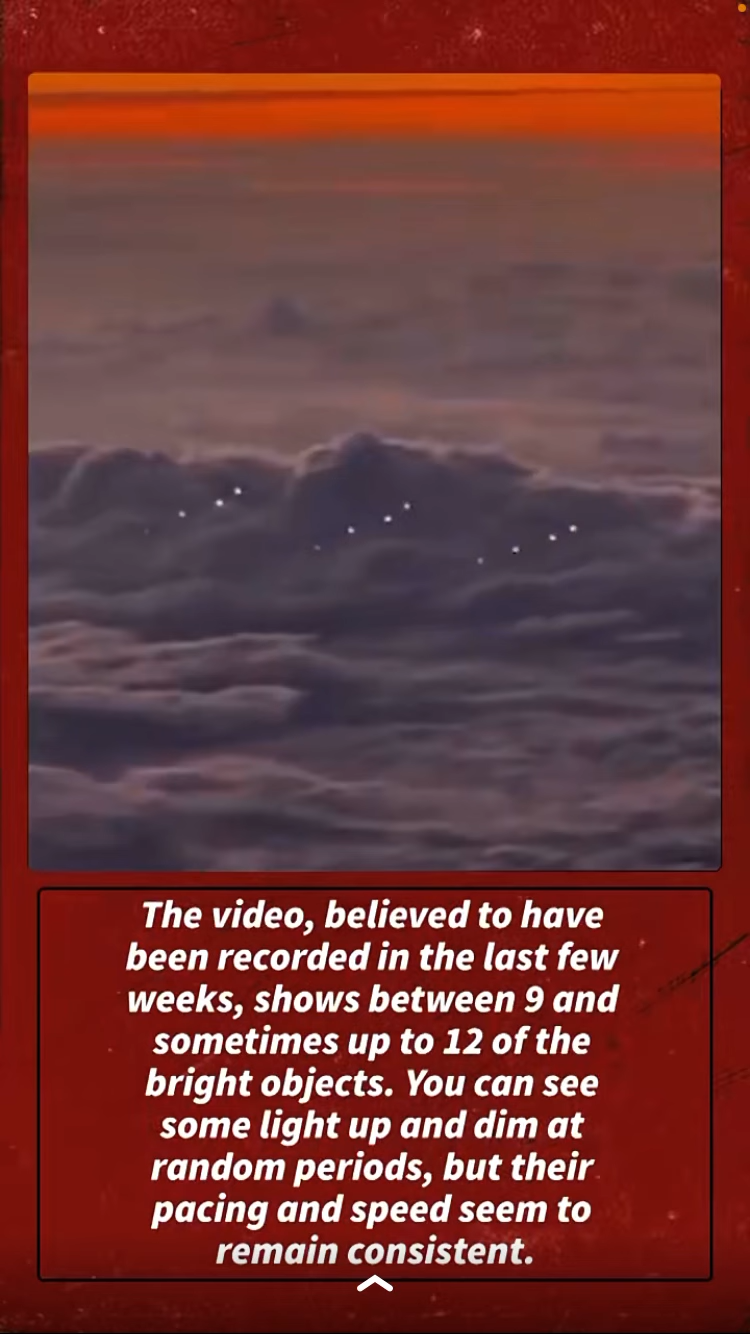 The video, believed to have
been recorded in the last few
weeks, shows between 9 and
sometimes up to 12 of the
bright objects. You can see
some light up and dim at
random periods, but their
pacing and speed seem to
remain consistent.